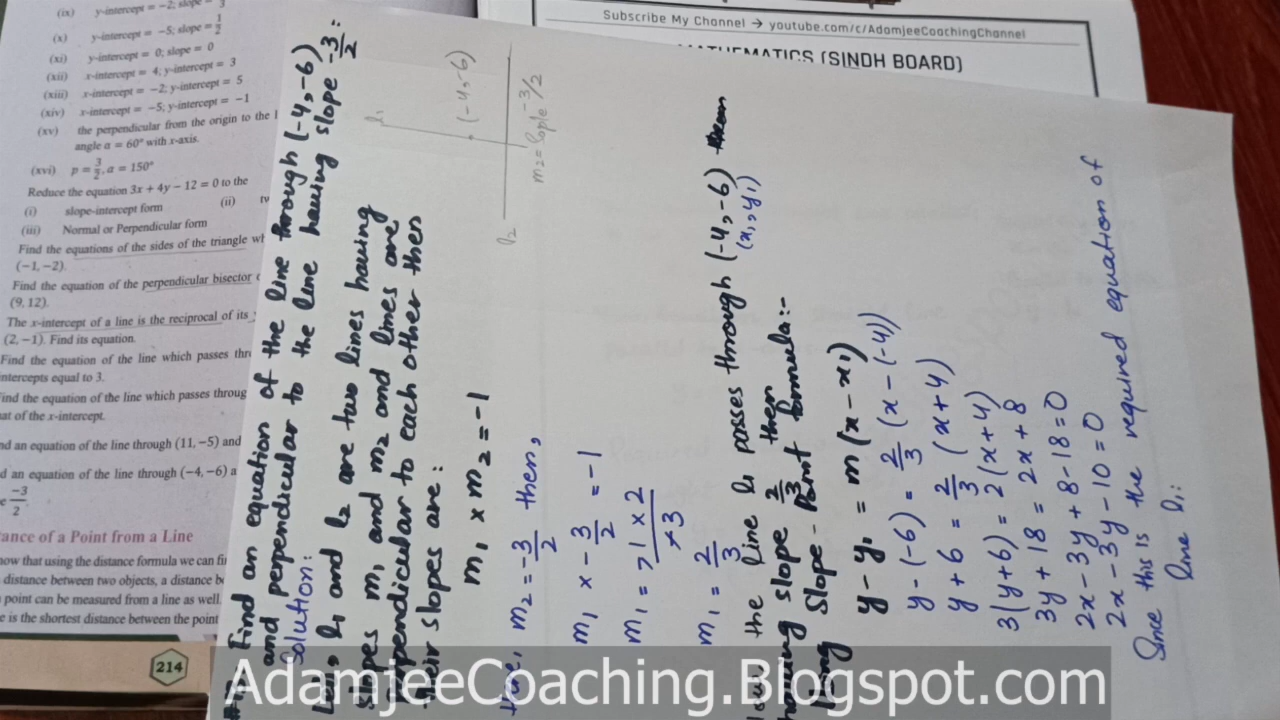 (ix) y-intercept = −2; slope =
(x) y-intercept = −5; slope = 1/2
(xi) y-intercept = 0; slope = 0
(xii) x-intercept = 4; y-intercept = 3
(xiii) x-intercept = −2; y-intercept = 5
(xiv) x-intercept = −5; y-intercept = −1
(xv) the perpendicular from the origin to the l
angle a = 60° with x-axis.
(xvi) p = 3/2, a = 150°
Reduce the equation 3x + 4y − 12 = 0 to the
(i) slope-intercept form (ii) tw
(iii) Normal or Perpendicular form
Find the equations of the sides of the triangle wh
(−1, −2).
Find the equation of the perpendicular bisector
(9, 12).
The x-intercept of a line is the reciprocal of its
(2, −1). Find its equation.
Find the equation of the line which passes thr
ntercepts equal to 3.
ind the equation of the line which passes throug
at of the x-intercept.
nd an equation of the line through (11, −5) and
d an equation of the line through (−4, −6) a
e −3/2.
ance of a Point from a Line
now that using the distance formula we can fi
distance between two objects, a distance b
point can be measured from a line as well.
e is the shortest distance between the point
214
Subscribe My Channel → youtube.com/c/AdamjeeCoachingChannel
MATHEMATICS (SINDH BOARD)
Find an equation of the line through (-4, -6)
and perpendicular to the line having slope -3/2:
Solution:
Let, l1 and l2 are two lines having
slopes m1 and m2 and lines are
perpendicular to each other then
their slopes are:
m1 × m2 = -1
l1
(-4, -6)
l2
m2 = slope -3/2
Here, m2 = -3/2 then,
m1 × -3/2 = -1
m1 = -1 × 2 / -3
m1 = 2/3
Now the line l1 passes through (-4, -6)
(x1, y1)
having slope 2/3 then
Using slope - Point formula:-
y - y1 = m (x - x1)
y - (-6) = 2/3 (x - (-4))
y + 6 = 2/3 (x + 4)
3(y + 6) = 2(x + 4)
3y + 18 = 2x + 8
2x - 3y + 8 - 18 = 0
2x - 3y - 10 = 0
Since this is the required equation of
line l1:
AdamjeeCoaching.Blogspot.com